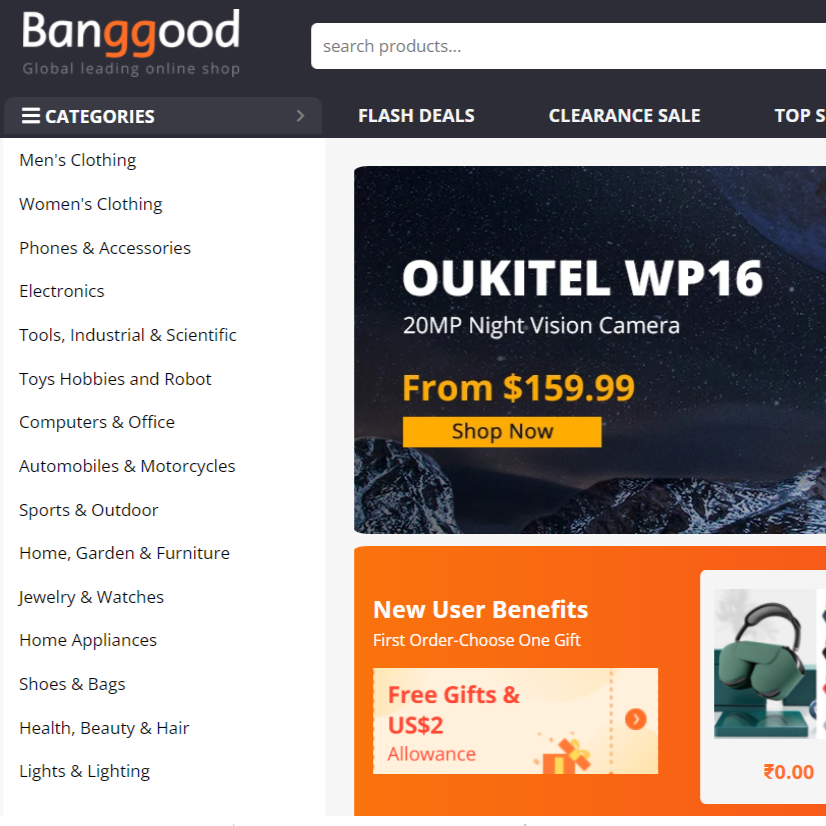 Banggood
Global leading online shop
search products...
CATEGORIES
FLASH DEALS
CLEARANCE SALE
TOP S
Men's Clothing
Women's Clothing
Phones & Accessories
Electronics
Tools, Industrial & Scientific
Toys Hobbies and Robot
Computers & Office
Automobiles & Motorcycles
Sports & Outdoor
Home, Garden & Furniture
Jewelry & Watches
Home Appliances
Shoes & Bags
Health, Beauty & Hair
Lights & Lighting
OUKITEL WP16
20MP Night Vision Camera
From $159.99
Shop Now
New User Benefits
First Order-Choose One Gift
Free Gifts &
US$2
Allowance
₹0.00